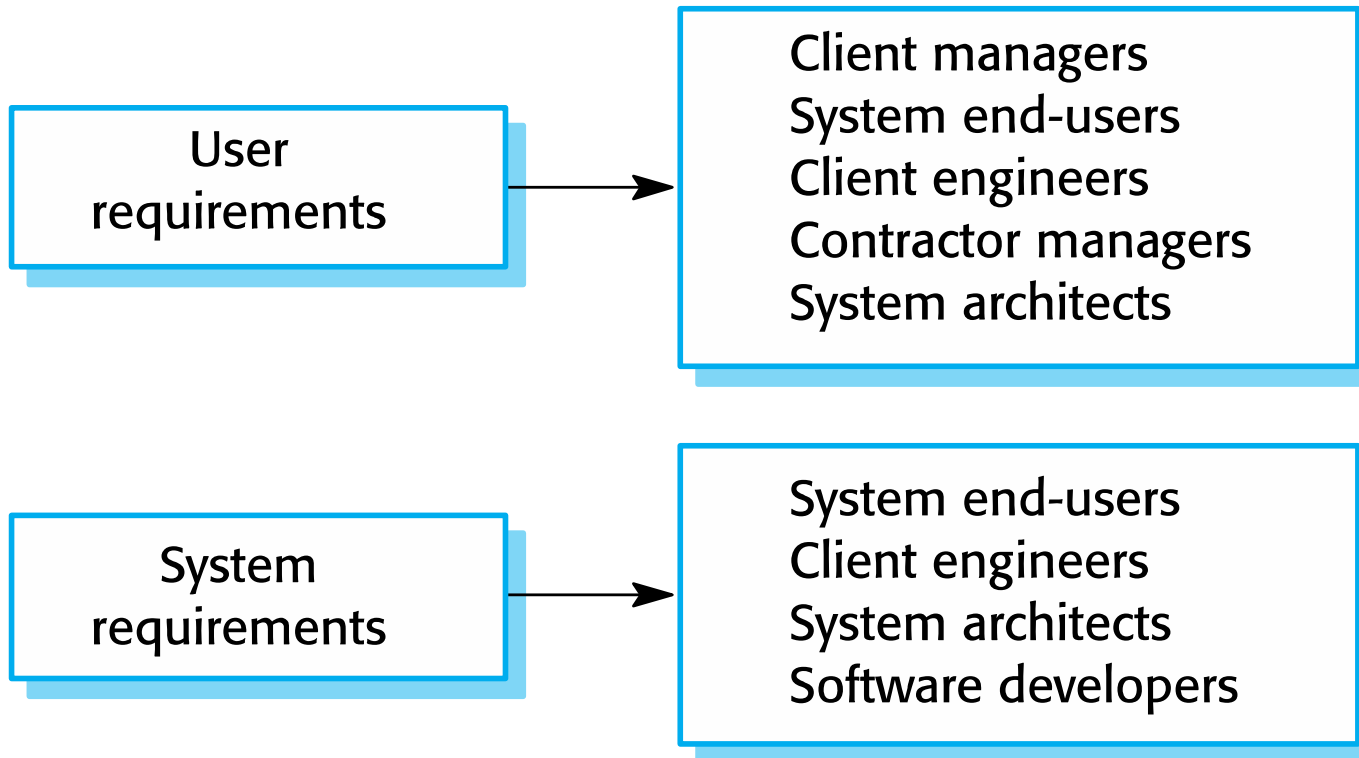 User
requirements
Client managers
System end-users
Client engineers
Contractor managers
System architects
System
requirements
System end-users
Client engineers
System architects
Software developers